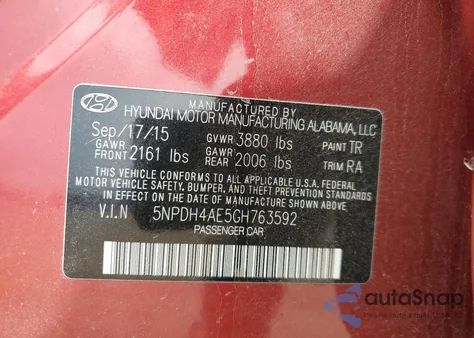 MANUFACTURED BY
HYUNDAI MOTOR MANUFACTURING ALABAMA, LLC
Sep/17/15 GVWR 3880 lbs PAINT TR
GAWR FRONT 2161 lbs GAWR REAR 2006 lbs TRIM RA
THIS VEHICLE CONFORMS TO ALL APPLICABLE U.S.A. FEDERAL
MOTOR VEHICLE SAFETY, BUMPER, AND THEFT PREVENTION STANDARDS
IN EFFECT ON THE DATE OF MANUFACTURE SHOWN ABOVE.
V.I.N 5NPDH4AE5GH763592
PASSENGER CAR
autoSnap